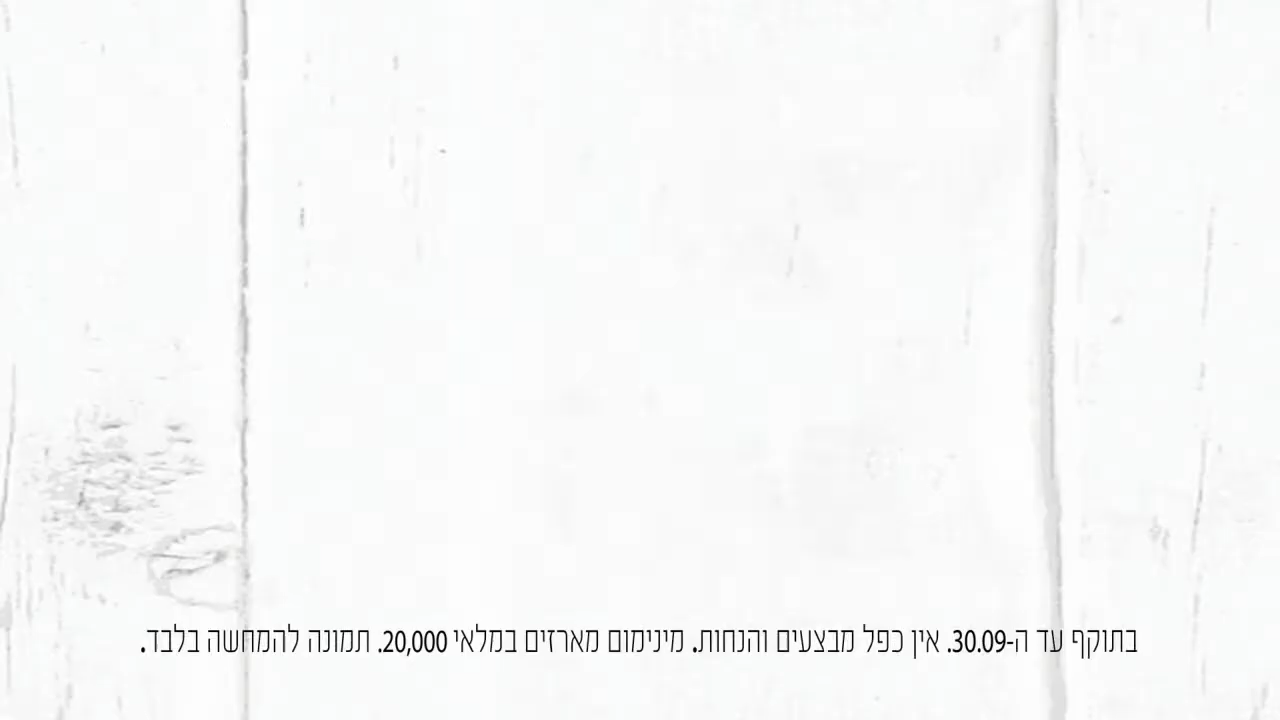 בתוקף עד ה-30.09. אין כפל מבצעים והנחות. מינימום מארזים במלאי 20,000. תמונה להמחשה בלבד.